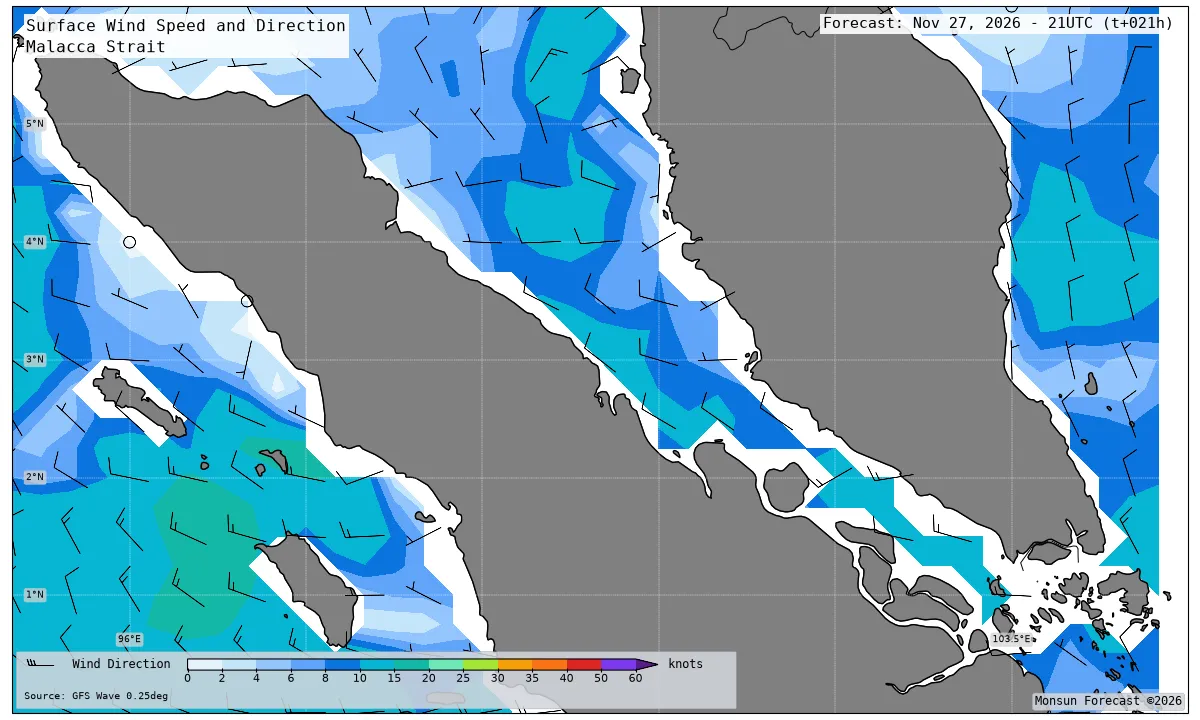 Surface Wind Speed and Direction
Malacca Strait
Forecast: Nov 27, 2026 - 21UTC (t+021h)
5°N
4°N
3°N
2°N
1°N
96°E
103.5°E
Wind Direction
knots
0 2 4 6 8 10 15 20 25 30 35 40 50 60
Source: GFS Wave 0.25deg
Monsun Forecast ©2026